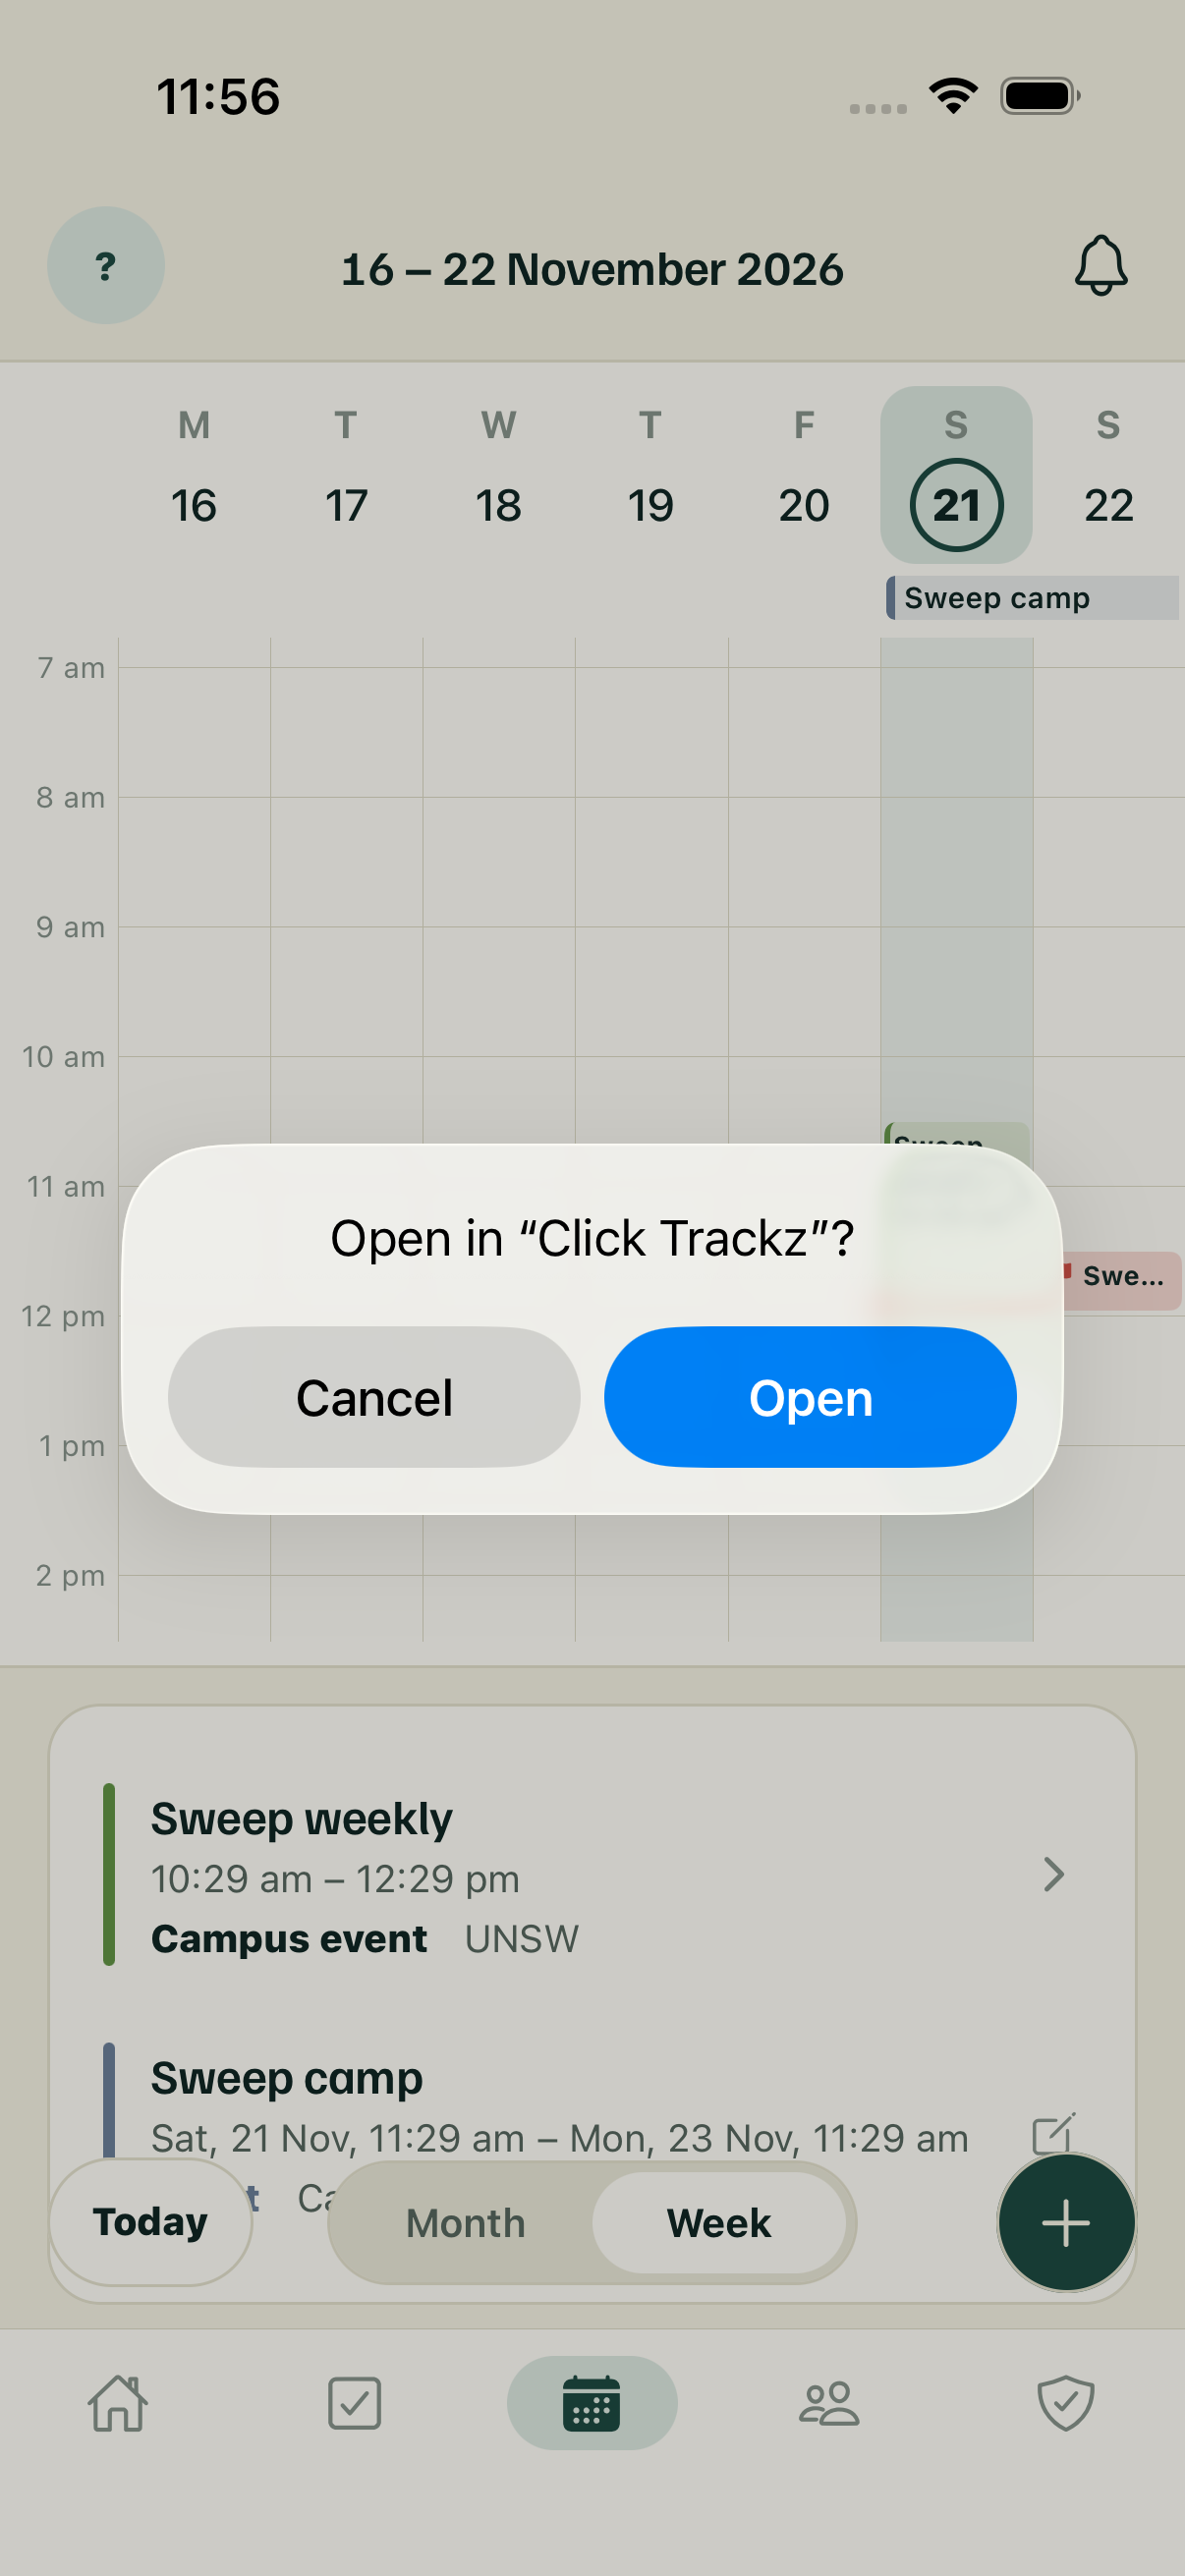 11:56
?
16 – 22 November 2026
M T W T F S S
16 17 18 19 20 21 22
Sweep camp
7 am
8 am
9 am
10 am
Sweep
11 am
Open in “Click Trackz”?
Swe...
12 pm
Cancel Open
1 pm
2 pm
Sweep weekly
10:29 am – 12:29 pm
Campus event UNSW
Sweep camp
Sat, 21 Nov, 11:29 am – Mon, 23 Nov, 11:29 am
Today Month Week